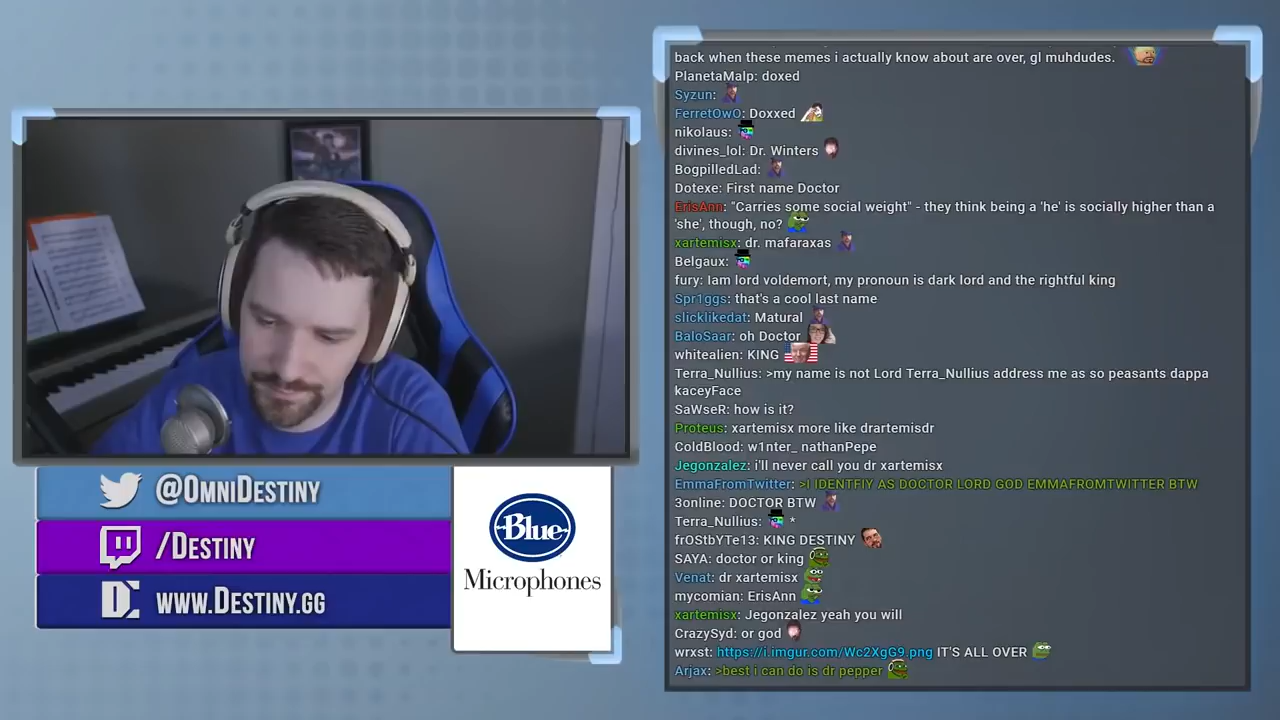 back when these memes i actually know about are over, gl muhdudes.
PlanetaMalp: doxed
Syzun:
FerretOwO: Doxxed
nikolaus:
divines_lol: Dr. Winters
BogpilledLad:
Dotexe: First name Doctor
ErisAnn: "Carries some social weight" - they think being a 'he' is socially higher than a
'she', though, no?
xartemisx: dr. mafaraxas
Belgaux:
fury: Iam lord voldemort, my pronoun is dark lord and the rightful king
Spr1ggs: that's a cool last name
slicklikedat: Matural
BaloSaar: oh Doctor
whitealien: KING
Terra_Nullius: >my name is not Lord Terra_Nullius address me as so peasants dappa
kaceyFace
SaWseR: how is it?
Proteus: xartemisx more like drartemisdr
ColdBlood: w1nter_ nathanPepe
Jegonzalez: i'll never call you dr xartemisx
EmmaFromTwitter: >I IDENTFIY AS DOCTOR LORD GOD EMMAFROMTWITTER BTW
3online: DOCTOR BTW
Terra_Nullius: *
frOStbYTe13: KING DESTINY
SAYA: doctor or king
Venat: dr xartemisx
mycomian: ErisAnn
xartemisx: Jegonzalez yeah you will
CrazySyd: or god
wrxst: https://i.imgur.com/Wc2XgG9.png IT'S ALL OVER
Arjax: >best i can do is dr pepper
@OmniDestiny
/Destiny
www.Destiny.gg
Blue
Microphones